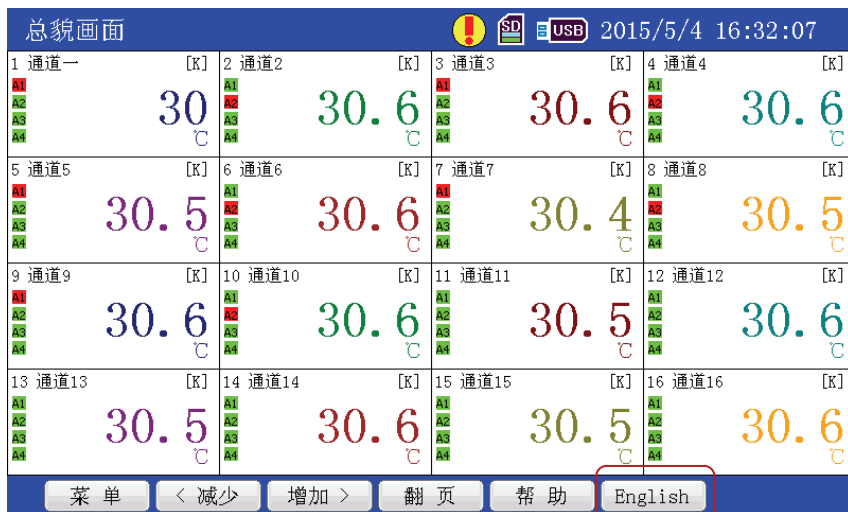 总貌画面 SD USB 2015/5/4 16:32:07
1 通道一 [K] 2 通道2 [K] 3 通道3 [K] 4 通道4 [K]
A1 A1 A1 A1
A2 30 A2 30.6 A2 30.6 A2 30.6
A3 A3 A3 A3
A4 ℃ A4 ℃ A4 ℃ A4 ℃
5 通道5 [K] 6 通道6 [K] 7 通道7 [K] 8 通道8 [K]
A1 A1 A1 A1
A2 30.5 A2 30.6 A2 30.4 A2 30.5
A3 A3 A3 A3
A4 ℃ A4 ℃ A4 ℃ A4 ℃
9 通道9 [K] 10 通道10 [K] 11 通道11 [K] 12 通道12 [K]
A1 A1 A1 A1
A2 30.6 A2 30.6 A2 30.5 A2 30.6
A3 A3 A3 A3
A4 ℃ A4 ℃ A4 ℃ A4 ℃
13 通道13 [K] 14 通道14 [K] 15 通道15 [K] 16 通道16 [K]
A1 A1 A1 A1
A2 30.5 A2 30.6 A2 30.5 A2 30.6
A3 A3 A3 A3
A4 ℃ A4 ℃ A4 ℃ A4 ℃
菜 单 < 减少 增加 > 翻 页 帮 助 English